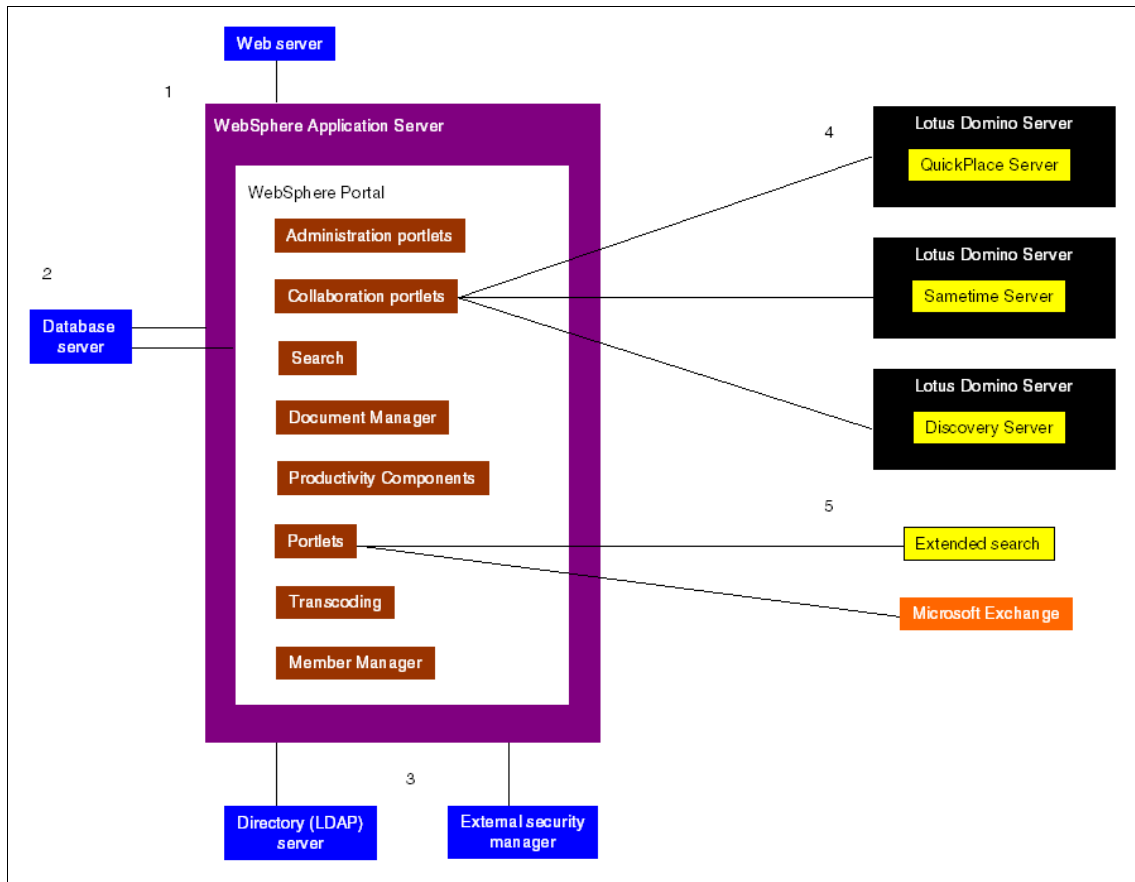 Web server
1
WebSphere Application Server
WebSphere Portal
Administration portlets
Collaboration portlets
Search
Document Manager
Productivity Components
Portlets
Transcoding
Member Manager
2
Database
server
3
Directory (LDAP)
server
External security
manager
4
Lotus Domino Server
QuickPlace Server
Lotus Domino Server
Sametime Server
Lotus Domino Server
Discovery Server
5
Extended search
Microsoft Exchange